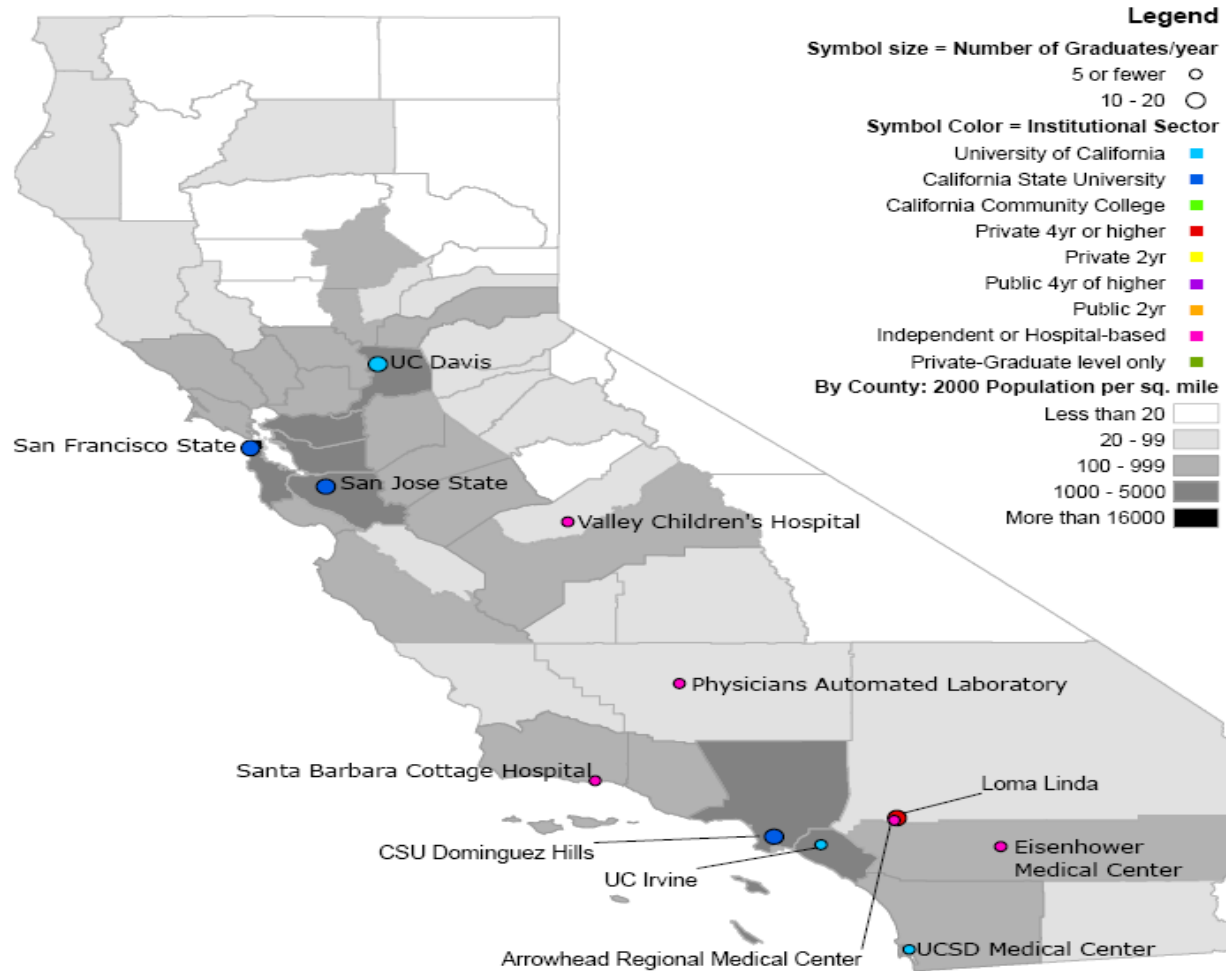 Legend
Symbol size = Number of Graduates/year
5 or fewer
10 - 20
Symbol Color = Institutional Sector
University of California
California State University
California Community College
Private 4yr or higher
Private 2yr
Public 4yr of higher
Public 2yr
Independent or Hospital-based
Private-Graduate level only
By County: 2000 Population per sq. mile
Less than 20
20 - 99
100 - 999
1000 - 5000
More than 16000
UC Davis
San Francisco State
San Jose State
Valley Children's Hospital
Physicians Automated Laboratory
Santa Barbara Cottage Hospital
Loma Linda
CSU Dominguez Hills
UC Irvine
Eisenhower
Medical Center
UCSD Medical Center
Arrowhead Regional Medical Center